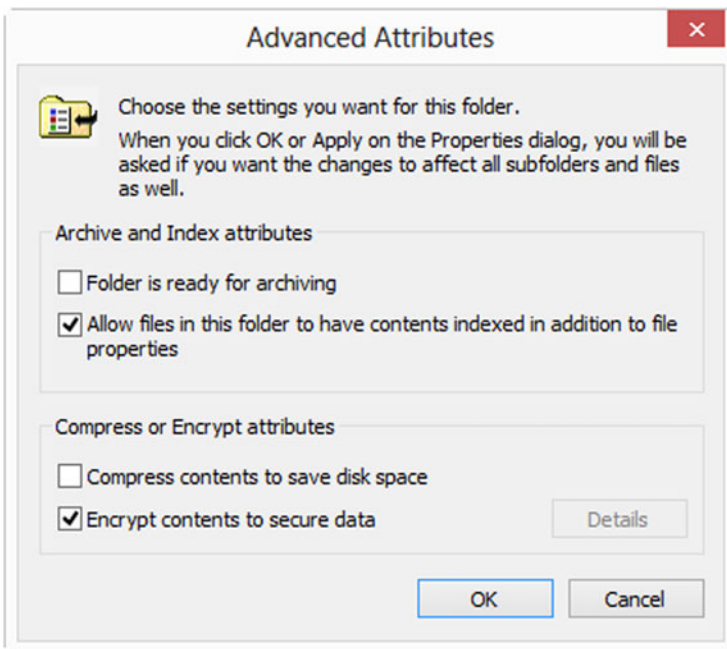 Advanced Attributes
Choose the settings you want for this folder.
When you click OK or Apply on the Properties dialog, you will be
asked if you want the changes to affect all subfolders and files
as well.
Archive and Index attributes
Folder is ready for archiving
Allow files in this folder to have contents indexed in addition to file
properties
Compress or Encrypt attributes
Compress contents to save disk space
Encrypt contents to secure data
Details
OK
Cancel